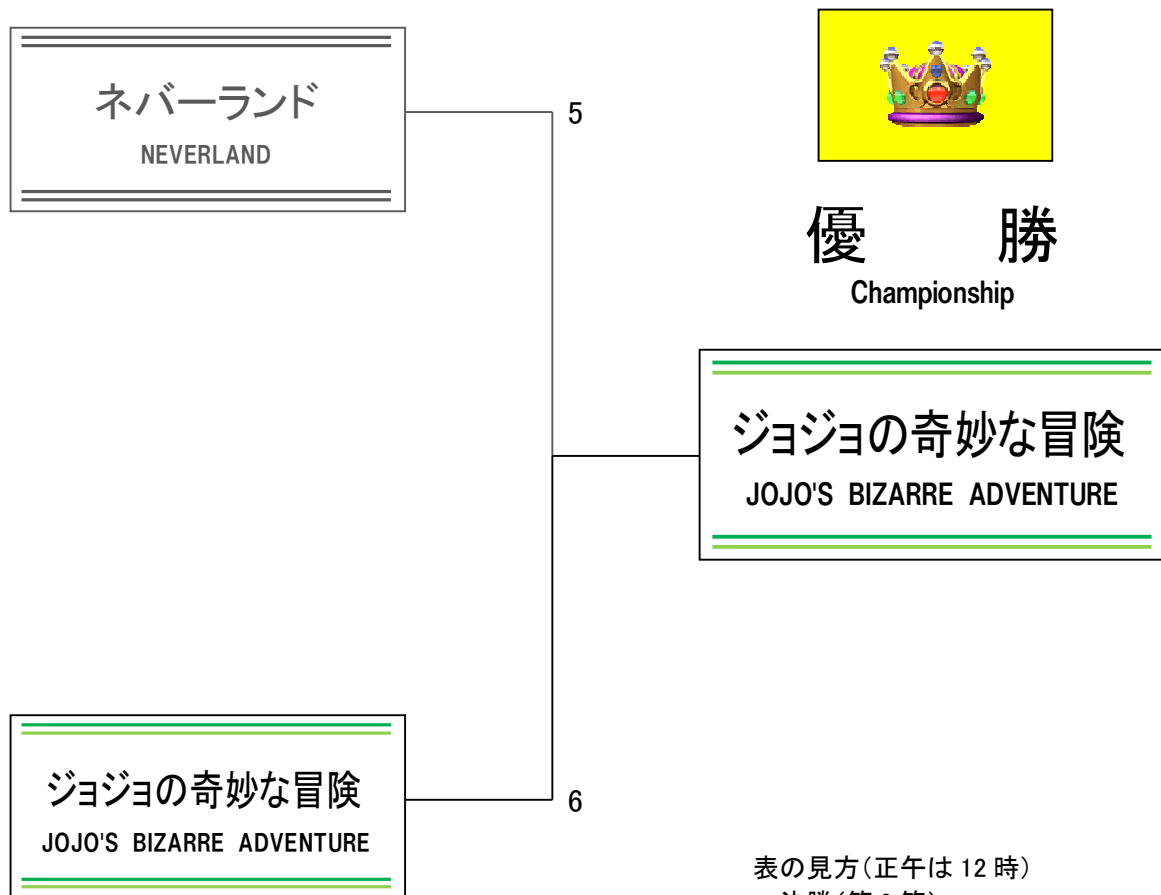 ネバーランド
NEVERLAND
5
優 勝
Championship
ジョジョの奇妙な冒険
JOJO'S BIZARRE ADVENTURE
ジョジョの奇妙な冒険
JOJO'S BIZARRE ADVENTURE
6
表の見方(正午は 12 時)